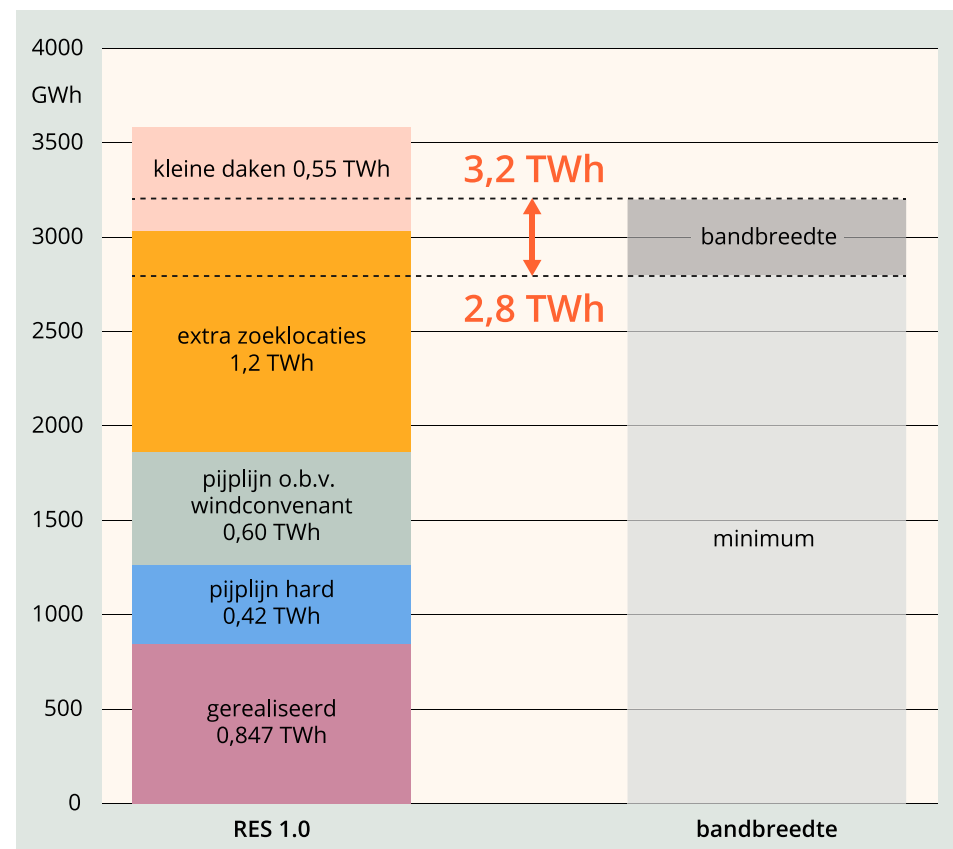 4000
GWh
3500
3000
2500
2000
1500
1000
500
0
kleine daken 0,55 TWh
extra zoeklocaties
1,2 TWh
pijplijn o.b.v.
windconvenant
0,60 TWh
pijplijn hard
0,42 TWh
gerealiseerd
0,847 TWh
3,2 TWh
2,8 TWh
bandbreedte
minimum
RES 1.0
bandbreedte